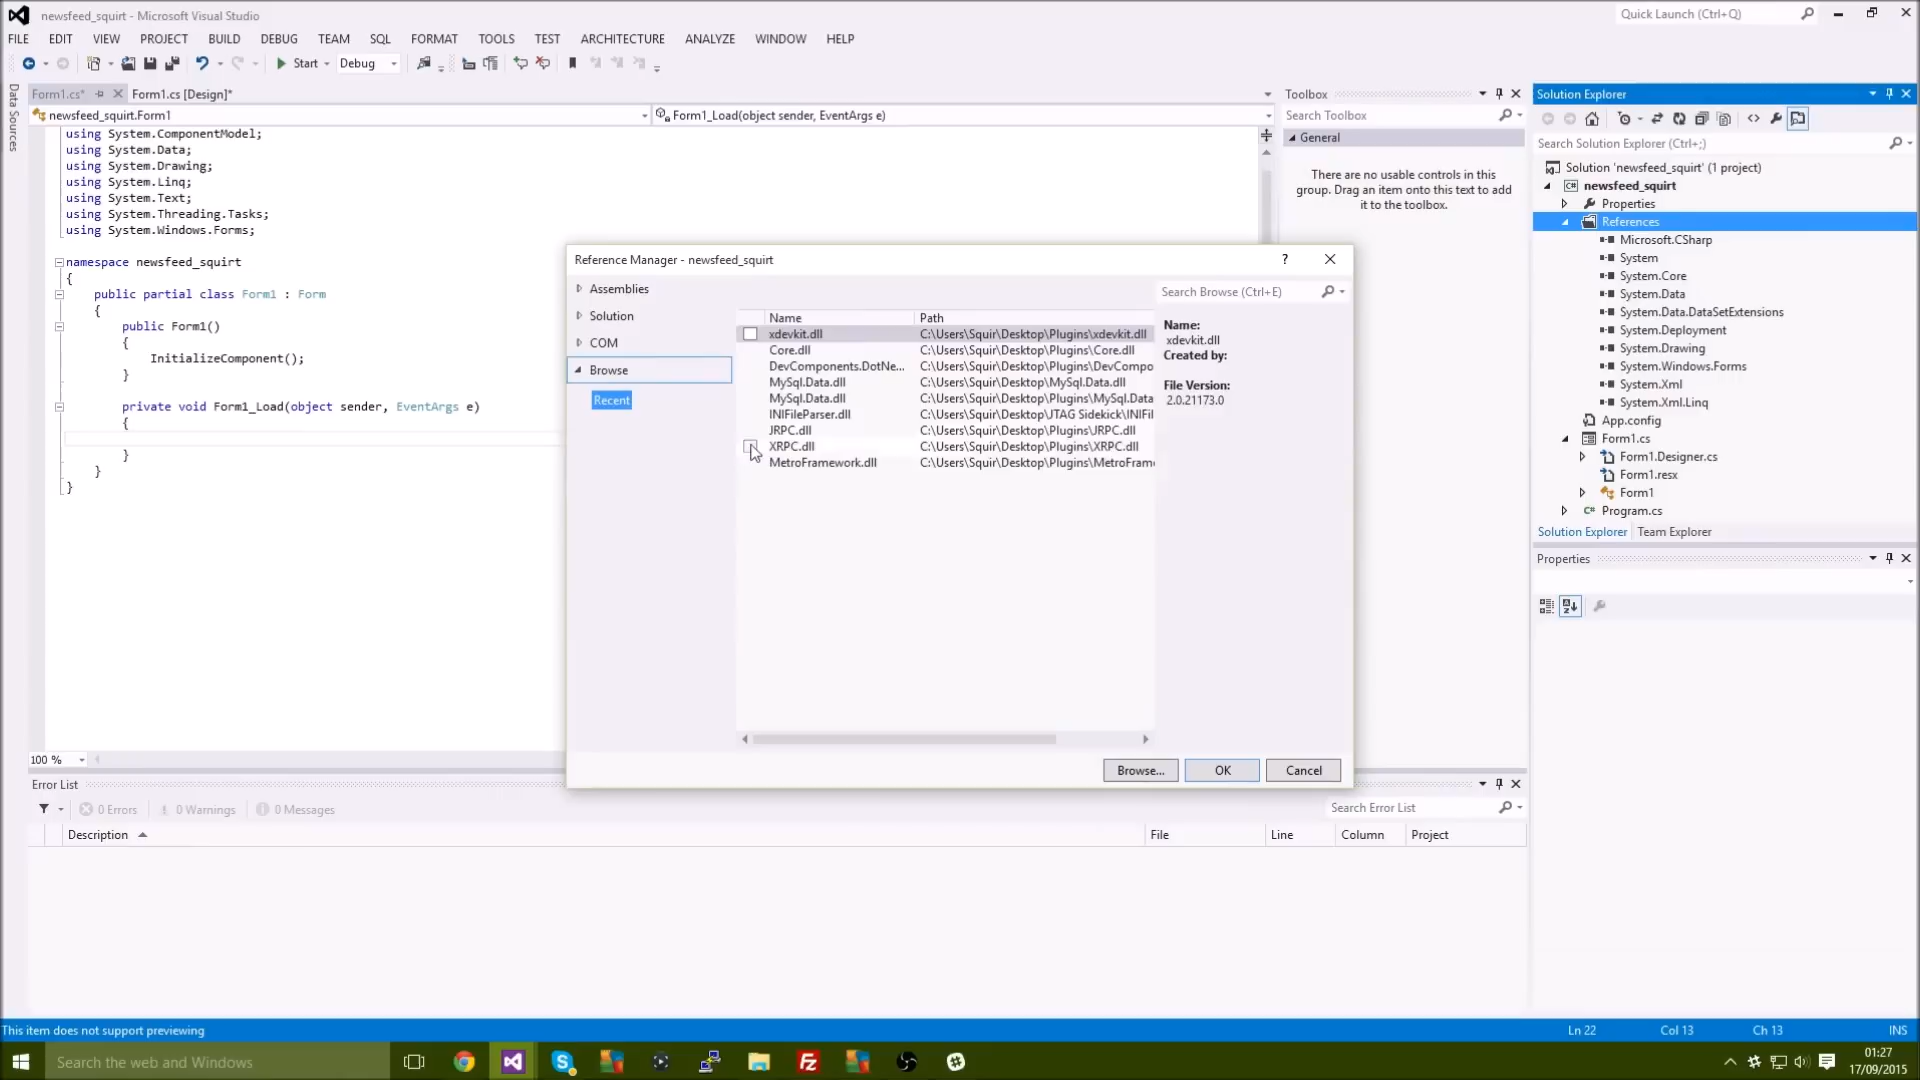 newsfeed_squirt - Microsoft Visual Studio
Quick Launch (Ctrl+Q)
FILE EDIT VIEW PROJECT BUILD DEBUG TEAM SQL FORMAT TOOLS TEST ARCHITECTURE ANALYZE WINDOW HELP
Start Debug
Data Sources
Form1.cs* Form1.cs [Design]*
newsfeed_squirt.Form1 Form1_Load(object sender, EventArgs e)
using System.ComponentModel;
using System.Data;
using System.Drawing;
using System.Linq;
using System.Text;
using System.Threading.Tasks;
using System.Windows.Forms;
namespace newsfeed_squirt
{
public partial class Form1 : Form
{
public Form1()
{
InitializeComponent();
}
private void Form1_Load(object sender, EventArgs e)
{
}
}
}
100 %
Toolbox
Search Toolbox
General
There are no usable controls in this
group. Drag an item onto this text to add
it to the toolbox.
Reference Manager - newsfeed_squirt
?
Assemblies
Solution
COM
Browse
Recent
Search Browse (Ctrl+E)
Name Path
xdevkit.dll C:\Users\Squir\Desktop\Plugins\xdevkit.dll
Core.dll C:\Users\Squir\Desktop\Plugins\Core.dll
DevComponents.DotNe... C:\Users\Squir\Desktop\Plugins\DevCompo
MySql.Data.dll C:\Users\Squir\Desktop\Plugins\MySql.Data.dll
MySql.Data.dll C:\Users\Squir\Desktop\Plugins\MySql.Data
INIFileParser.dll C:\Users\Squir\Desktop\JTAG Sidekick\INIFil
JRPC.dll C:\Users\Squir\Desktop\Plugins\JRPC.dll
XRPC.dll C:\Users\Squir\Desktop\Plugins\XRPC.dll
MetroFramework.dll C:\Users\Squir\Desktop\Plugins\MetroFram
Name:
xdevkit.dll
Created by:
File Version:
2.0.21173.0
Browse... OK Cancel
Solution Explorer
Search Solution Explorer (Ctrl+;)
Solution 'newsfeed_squirt' (1 project)
newsfeed_squirt
Properties
References
Microsoft.CSharp
System
System.Core
System.Data
System.Data.DataSetExtensions
System.Deployment
System.Drawing
System.Windows.Forms
System.Xml
System.Xml.Linq
App.config
Form1.cs
Form1.Designer.cs
Form1.resx
Form1
Program.cs
Solution Explorer Team Explorer
Properties
Error List
0 Errors 0 Warnings 0 Messages
Search Error List
Description File Line Column Project
This item does not support previewing
Ln 22 Col 13 Ch 13 INS
Search the web and Windows
01:27
17/09/2015